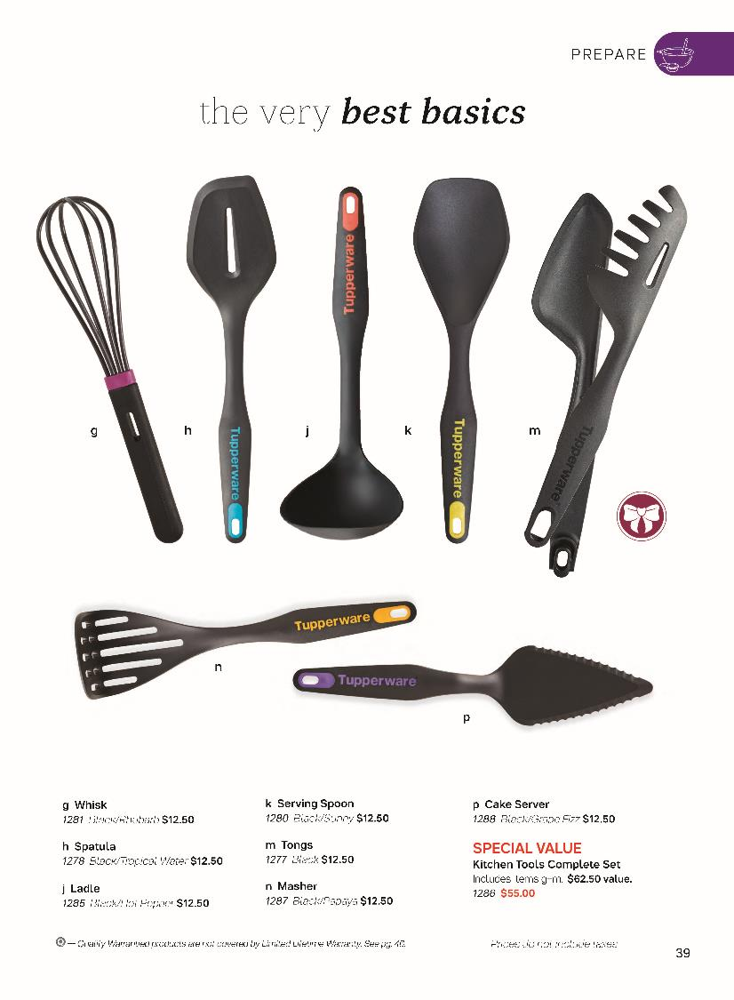 PREPARE
the very best basics
Tupperware
Tupperware
Tupperware
Tupperware
g
h
j
k
m
Tupperware
n
Tupperware
p
g Whisk
1281 Black/Rhubarb $12.50
h Spatula
1278 Black/Tropical Water $12.50
j Ladle
1285 Black/Hot Pepper $12.50
k Serving Spoon
1280 Black/Sunny $12.50
m Tongs
1277 Black $12.50
n Masher
1287 Black/Papaya $12.50
p Cake Server
1288 Black/Grape Fizz $12.50
SPECIAL VALUE
Kitchen Tools Complete Set
Includes items g–m. $62.50 value.
1286 $55.00
— Quality Warrantied products are not covered by Limited Lifetime Warranty. See pg.
Prices do not include taxes
39